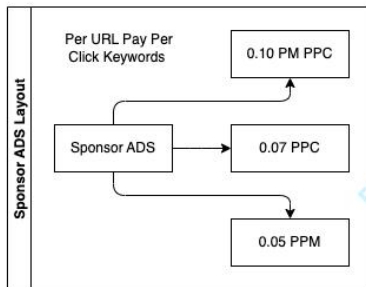 Sponsor ADS Layout
Per URL Pay Per
Click Keywords
0.10 PM PPC
Sponsor ADS
0.07 PPC
0.05 PPM